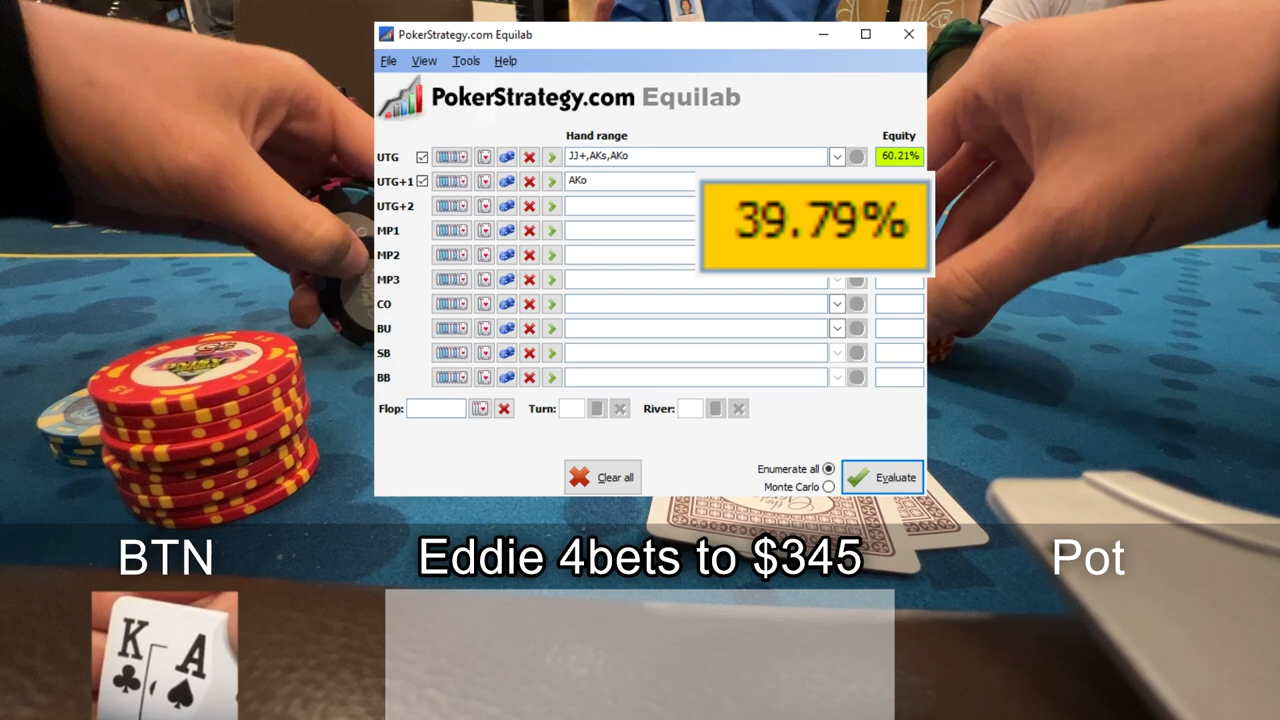 PokerStrategy.com Equilab
File View Tools Help
PokerStrategy.com Equilab
Hand range Equity
UTG JJ+,AKs,AKo 60.21%
UTG+1 AKo
39.79%
UTG+2
MP1
MP2
MP3
CO
BU
SB
BB
Flop: Turn: River:
Clear all
Enumerate all
Monte Carlo
Evaluate
BTN
Eddie 4bets to $345
Pot
K A